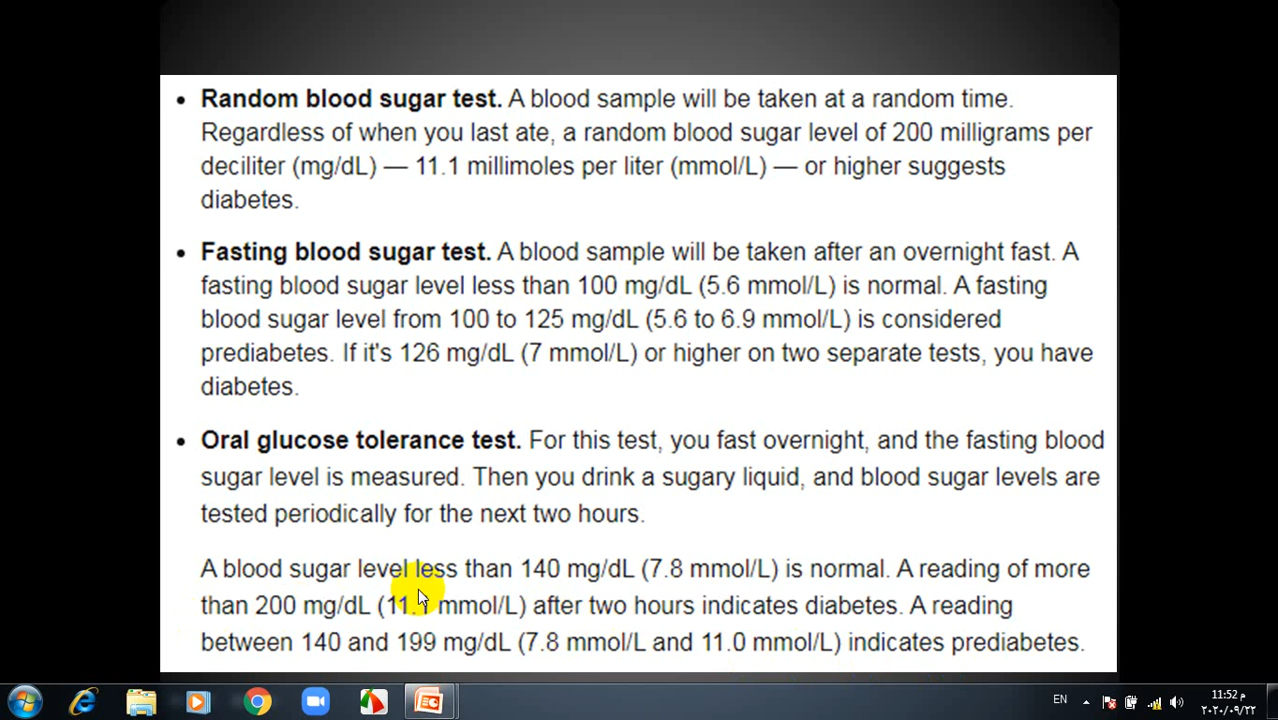 • Random blood sugar test. A blood sample will be taken at a random time.
Regardless of when you last ate, a random blood sugar level of 200 milligrams per
deciliter (mg/dL) — 11.1 millimoles per liter (mmol/L) — or higher suggests
diabetes.
• Fasting blood sugar test. A blood sample will be taken after an overnight fast. A
fasting blood sugar level less than 100 mg/dL (5.6 mmol/L) is normal. A fasting
blood sugar level from 100 to 125 mg/dL (5.6 to 6.9 mmol/L) is considered
prediabetes. If it's 126 mg/dL (7 mmol/L) or higher on two separate tests, you have
diabetes.
• Oral glucose tolerance test. For this test, you fast overnight, and the fasting blood
sugar level is measured. Then you drink a sugary liquid, and blood sugar levels are
tested periodically for the next two hours.
A blood sugar level less than 140 mg/dL (7.8 mmol/L) is normal. A reading of more
than 200 mg/dL (11.1 mmol/L) after two hours indicates diabetes. A reading
between 140 and 199 mg/dL (7.8 mmol/L and 11.0 mmol/L) indicates prediabetes.
EN
11:52 م
٢٠٢٠/٠٩/٢٢